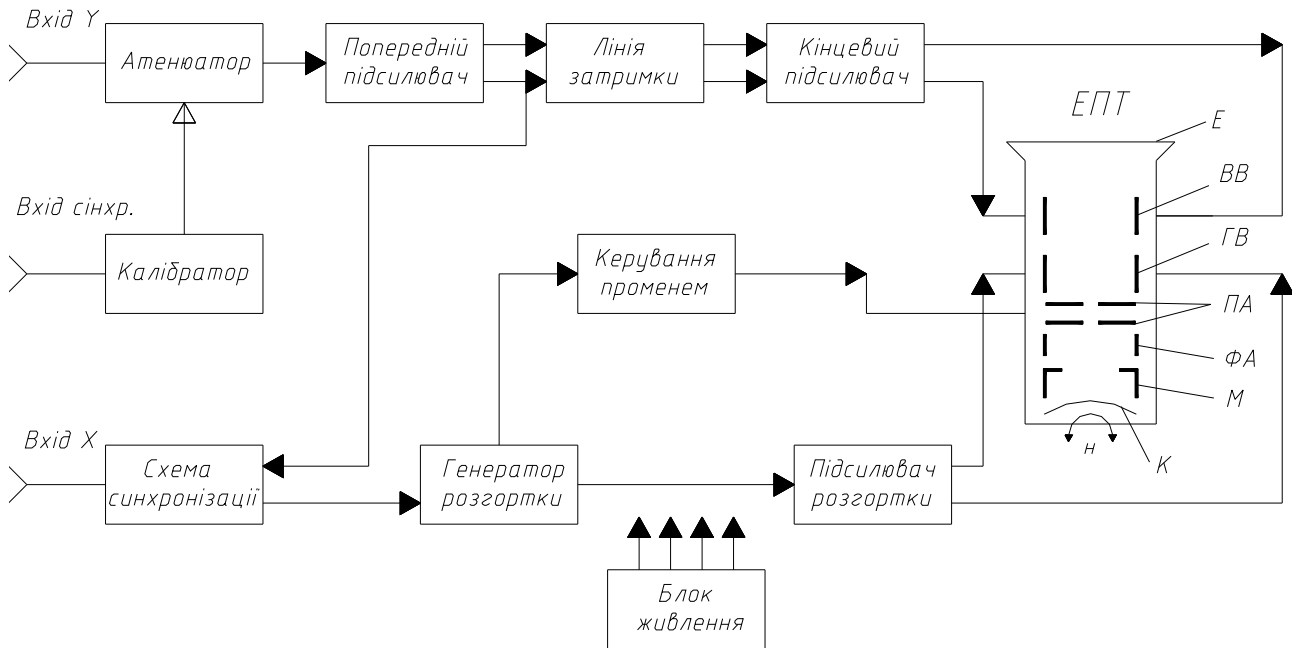 Вхід Y
Атенюатор
Попередній
підсилювач
Лінія
затримки
Кінцевий
підсилювач
ЕПТ
Е
ВВ
ГВ
ПА
ФА
М
К
н
Вхід сінхр.
Калібратор
Керування
променем
Вхід X
Схема
синхронізації
Генератор
розгортки
Підсилювач
розгортки
Блок
живлення